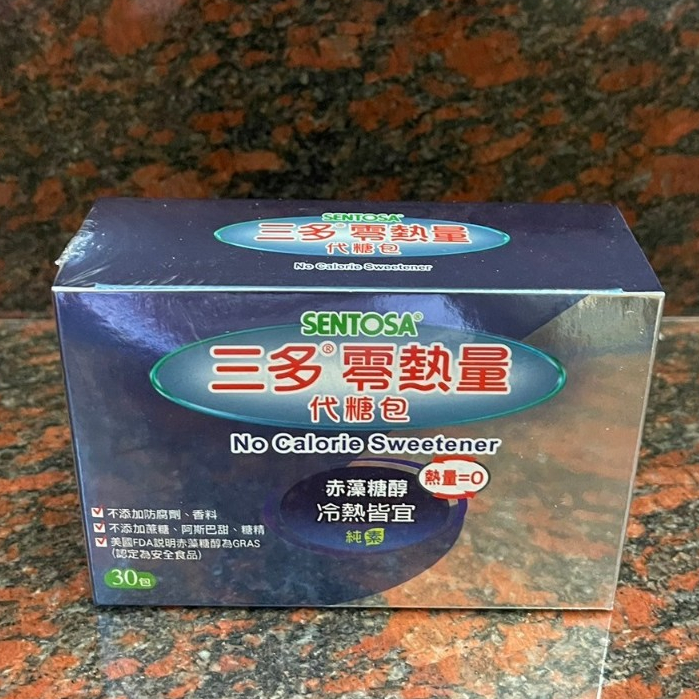 SENTOSA®
三多®零熱量
代糖包
No Calorie Sweetener
SENTOSA®
三多®零熱量
代糖包
No Calorie Sweetener
熱量=0
赤藻糖醇
冷熱皆宜
純素
不添加防腐劑、香料
不添加蔗糖、阿斯巴甜、糖精
美國FDA説明赤藻糖醇為GRAS
(認定為安全食品)
30包